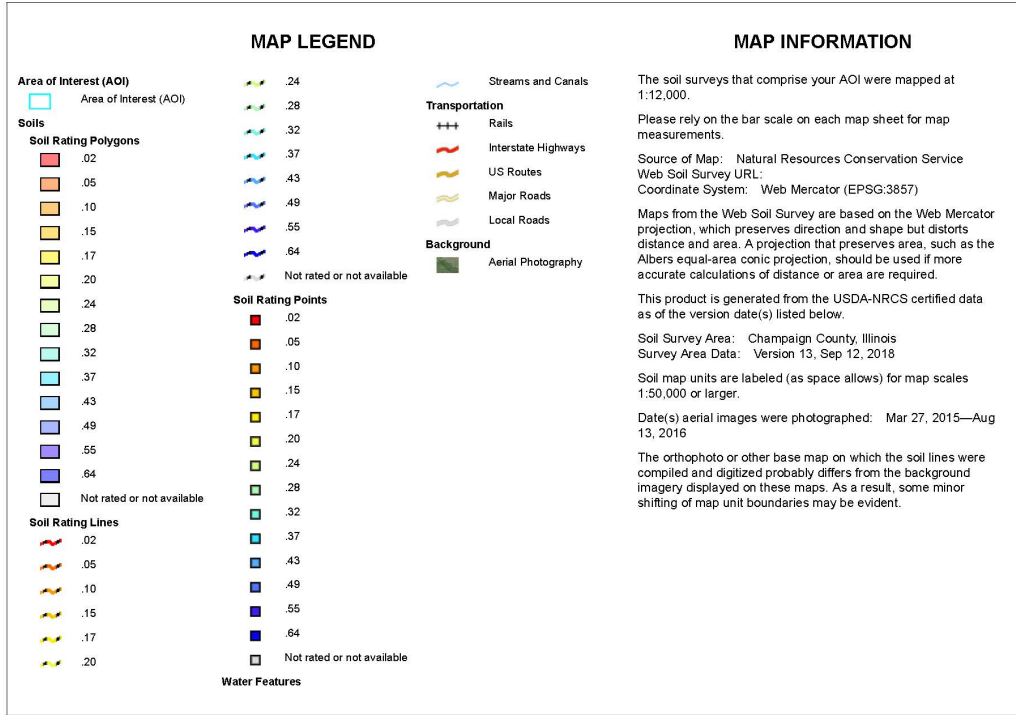 MAP LEGEND
Area of Interest (AOI)
Area of Interest (AOI)
Soils
Soil Rating Polygons
.02
.05
.10
.15
.17
.20
.24
.28
.32
.37
.43
.49
.55
.64
Not rated or not available
Soil Rating Lines
.02
.05
.10
.15
.17
.20
.24
.28
.32
.37
.43
.49
.55
.64
Not rated or not available
Soil Rating Points
.02
.05
.10
.15
.17
.20
.24
.28
.32
.37
.43
.49
.55
.64
Not rated or not available
Water Features
Streams and Canals
Transportation
Rails
Interstate Highways
US Routes
Major Roads
Local Roads
Background
Aerial Photography
MAP INFORMATION
The soil surveys that comprise your AOI were mapped at
1:12,000.
Please rely on the bar scale on each map sheet for map
measurements.
Source of Map: Natural Resources Conservation Service
Web Soil Survey URL:
Coordinate System: Web Mercator (EPSG:3857)
Maps from the Web Soil Survey are based on the Web Mercator
projection, which preserves direction and shape but distorts
distance and area. A projection that preserves area, such as the
Albers equal-area conic projection, should be used if more
accurate calculations of distance or area are required.
This product is generated from the USDA-NRCS certified data
as of the version date(s) listed below.
Soil Survey Area: Champaign County, Illinois
Survey Area Data: Version 13, Sep 12, 2018
Soil map units are labeled (as space allows) for map scales
1:50,000 or larger.
Date(s) aerial images were photographed: Mar 27, 2015—Aug
13, 2016
The orthophoto or other base map on which the soil lines were
compiled and digitized probably differs from the background
imagery displayed on these maps. As a result, some minor
shifting of map unit boundaries may be evident.